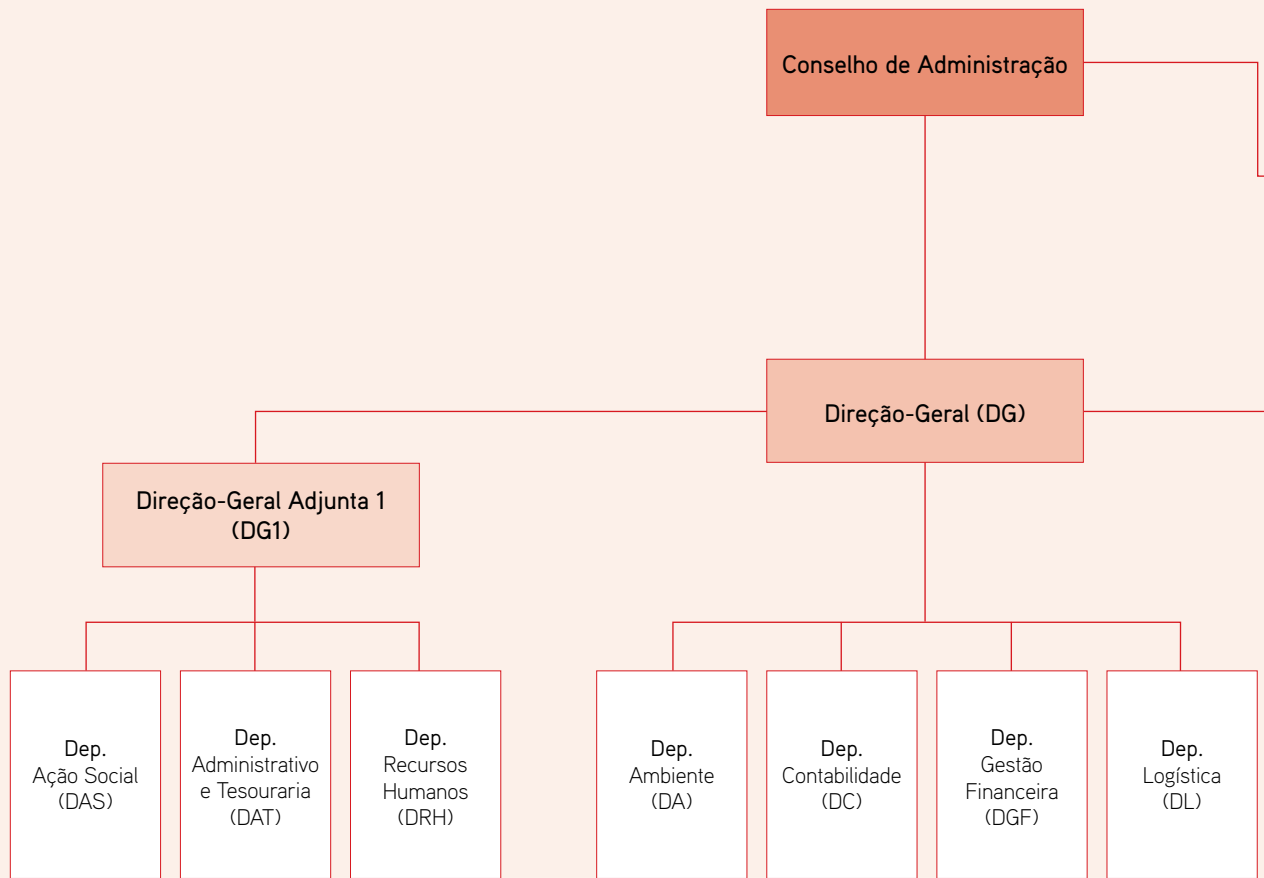 Conselho de Administração
Direção-Geral (DG)
Direção-Geral Adjunta 1
(DG1)
Dep.
Ação Social
(DAS)
Dep.
Administrativo
e Tesouraria
(DAT)
Dep.
Recursos
Humanos
(DRH)
Dep.
Ambiente
(DA)
Dep.
Contabilidade
(DC)
Dep.
Gestão
Financeira
(DGF)
Dep.
Logística
(DL)